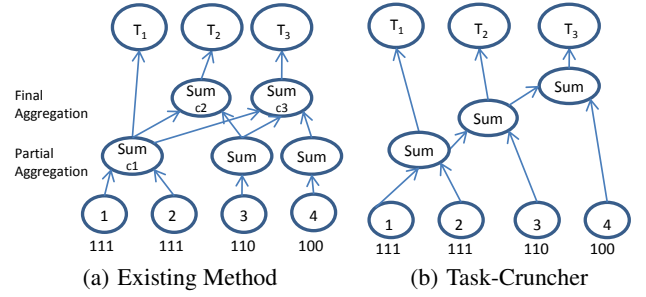 T1 T2 T3
Final Aggregation
Sum c2 Sum c3
Partial Aggregation
Sum c1 Sum Sum
1 2 3 4
111 111 110 100
(a) Existing Method
T1 T2 T3
Sum
Sum
Sum
1 2 3 4
111 111 110 100
(b) Task-Cruncher